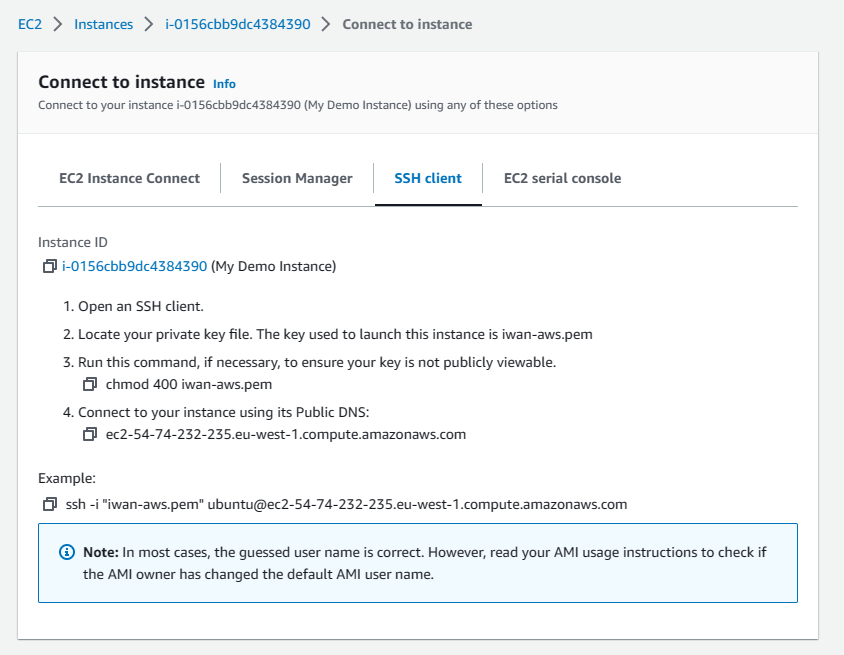 EC2 > Instances > i-0156cbb9dc4384390 > Connect to instance
Connect to instance Info
Connect to your instance i-0156cbb9dc4384390 (My Demo Instance) using any of these options
EC2 Instance Connect Session Manager SSH client EC2 serial console
Instance ID
i-0156cbb9dc4384390 (My Demo Instance)
1. Open an SSH client.
2. Locate your private key file. The key used to launch this instance is iwan-aws.pem
3. Run this command, if necessary, to ensure your key is not publicly viewable.
chmod 400 iwan-aws.pem
4. Connect to your instance using its Public DNS:
ec2-54-74-232-235.eu-west-1.compute.amazonaws.com
Example:
ssh -i "iwan-aws.pem" ubuntu@ec2-54-74-232-235.eu-west-1.compute.amazonaws.com
Note: In most cases, the guessed user name is correct. However, read your AMI usage instructions to check if
the AMI owner has changed the default AMI user name.